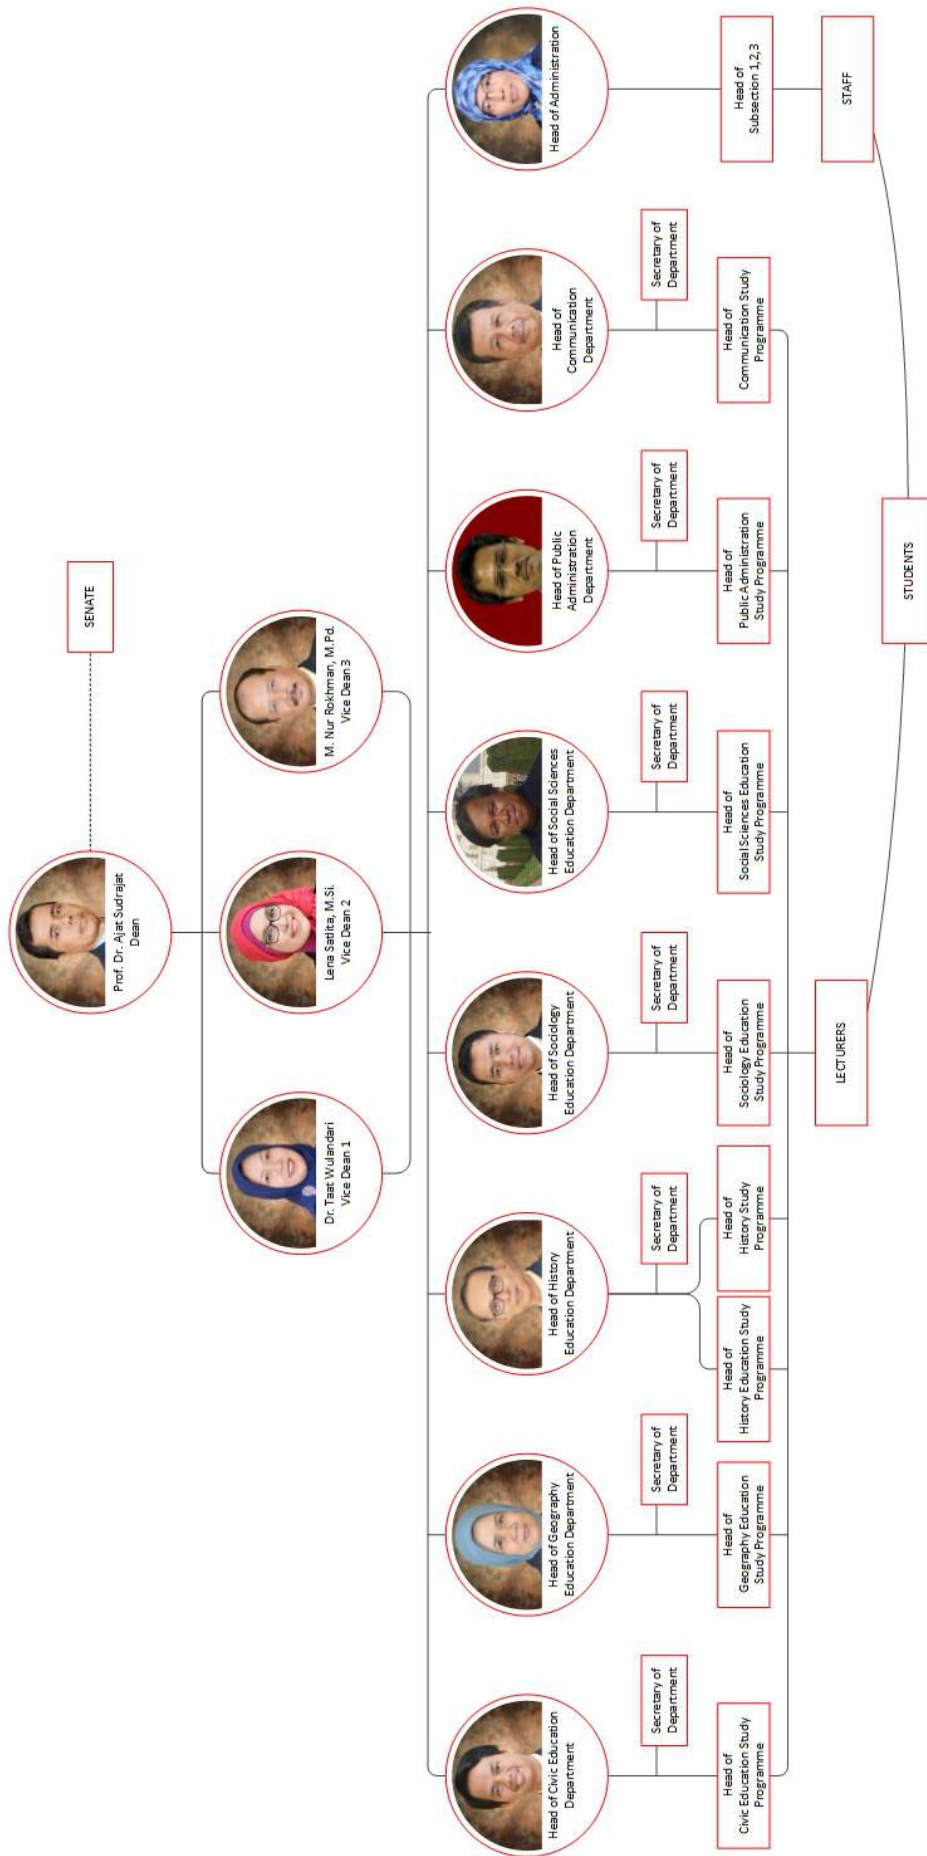 SENATE
Prof. Dr. Ajat Sudrajat
Dean
Dr. Taat Wulandari
Vice Dean 1
Lena Satlita, M.Si.
Vice Dean 2
M. Nur Rokhman, M.Pd.
Vice Dean 3
Head of Civic Education
Department
Head of Geography
Education Department
Head of History
Education Department
Head of Sociology
Education Department
Head of Social Sciences
Education Department
Head of Public
Administration
Department
Head of
Communication
Department
Head of Administration
Secretary of
Department
Secretary of
Department
Secretary of
Department
Secretary of
Department
Secretary of
Department
Secretary of
Department
Secretary of
Department
Head of
Civic Education Study
Programme
Head of
Geography Education
Study Programme
Head of
History Education Study
Programme
Head of
History Study
Programme
Head of
Sociology Education
Study Programme
Head of
Social Sciences Education
Study Programme
Head of
Public Administration
Study Programme
Head of
Communication Study
Programme
Head of
Subsection 1,2,3
LECTURERS
STAFF
STUDENTS